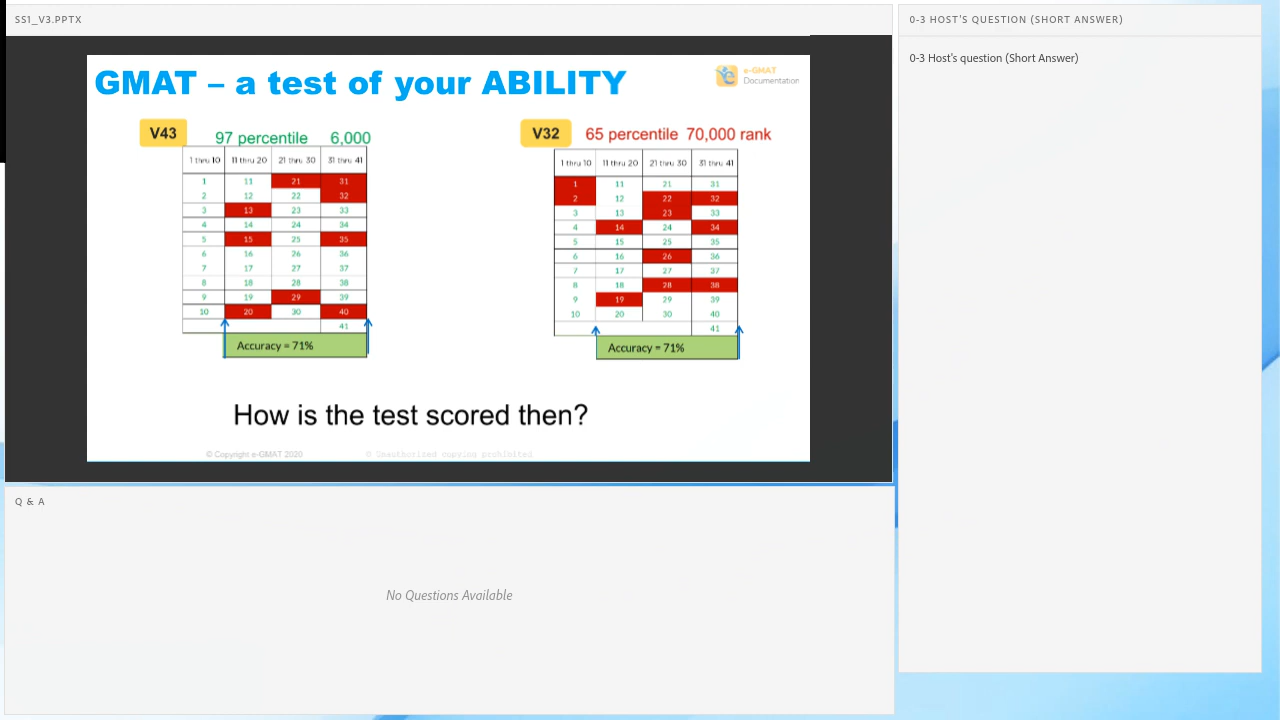 SS1_V3.PPTX
0-3 HOST'S QUESTION (SHORT ANSWER)
0-3 Host's question (Short Answer)
GMAT – a test of your ABILITY
e-GMAT
Documentation
V43 97 percentile 6,000
1 thru 10 11 thru 20 21 thru 30 31 thru 41
1 11 21 31
2 12 22 32
3 13 23 33
4 14 24 34
5 15 25 35
6 16 26 36
7 17 27 37
8 18 28 38
9 19 29 39
10 20 30 40
41
Accuracy = 71%
V32 65 percentile 70,000 rank
1 thru 10 11 thru 20 21 thru 30 31 thru 41
1 11 21 31
2 12 22 32
3 13 23 33
4 14 24 34
5 15 25 35
6 16 26 36
7 17 27 37
8 18 28 38
9 19 29 39
10 20 30 40
41
Accuracy = 71%
How is the test scored then?
© Copyright e-GMAT 2020
Unauthorized copying prohibited
Q & A
No Questions Available